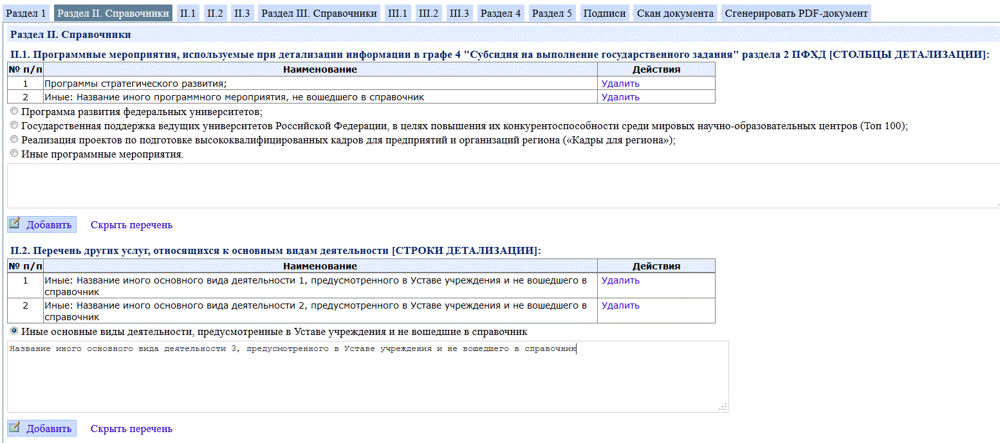 Раздел 1 Раздел II. Справочники II.1 II.2 II.3 Раздел III. Справочники III.1 III.2 III.3 Раздел 4 Раздел 5 Подписи Скан документа Сгенерировать PDF-документ
Раздел II. Справочники
II.1. Программные мероприятия, используемые при детализации информации в графе 4 "Субсидия на выполнение государственного задания" раздела 2 ПФХД [СТОЛБЦЫ ДЕТАЛИЗАЦИИ]:
№ п/п Наименование Действия
1 Программы стратегического развития; Удалить
2 Иные: Название иного программного мероприятия, не вошедшего в справочник Удалить
Программа развития федеральных университетов;
Государственная поддержка ведущих университетов Российской Федерации, в целях повышения их конкурентоспособности среди мировых научно-образовательных центров (Топ 100);
Реализация проектов по подготовке высококвалифицированных кадров для предприятий и организаций региона («Кадры для региона»);
Иные программные мероприятия.
Добавить Скрыть перечень
II.2. Перечень других услуг, относящихся к основным видам деятельности [СТРОКИ ДЕТАЛИЗАЦИИ]:
№ п/п Наименование Действия
1 Иные: Название иного основного вида деятельности 1, предусмотренного в Уставе учреждения и не вошедшего в Удалить
справочник
2 Иные: Название иного основного вида деятельности 2, предусмотренного в Уставе учреждения и не вошедшего в Удалить
справочник
Иные основные виды деятельности, предусмотренные в Уставе учреждения и не вошедшие в справочник
Название иного основного вида деятельности 3, предусмотренного в Уставе учреждения и не вошедшего в справочник
Добавить Скрыть перечень